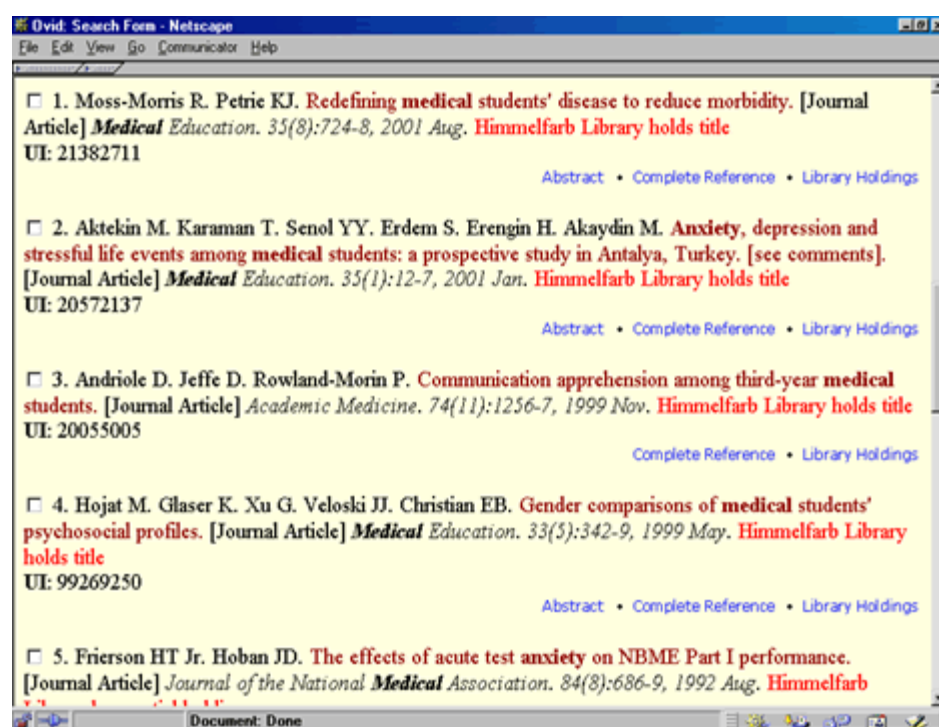 Ovid: Search Form - Netscape
File Edit View Go Communicator Help
1. Moss-Morris R. Petrie KJ. Redefining medical students' disease to reduce morbidity. [Journal
Article] Medical Education. 35(8):724-8, 2001 Aug. Himmelfarb Library holds title
UI: 21382711
Abstract • Complete Reference • Library Holdings
2. Aktekin M. Karaman T. Senol YY. Erdem S. Erengin H. Akaydin M. Anxiety, depression and
stressful life events among medical students: a prospective study in Antalya, Turkey. [see comments].
[Journal Article] Medical Education. 35(1):12-7, 2001 Jan. Himmelfarb Library holds title
UI: 20572137
Abstract • Complete Reference • Library Holdings
3. Andriole D. Jeffe D. Rowland-Morin P. Communication apprehension among third-year medical
students. [Journal Article] Academic Medicine. 74(11):1256-7, 1999 Nov. Himmelfarb Library holds title
UI: 20055005
Complete Reference • Library Holdings
4. Hojat M. Glaser K. Xu G. Veloski JJ. Christian EB. Gender comparisons of medical students'
psychosocial profiles. [Journal Article] Medical Education. 33(5):342-9, 1999 May. Himmelfarb Library
holds title
UI: 99269250
Abstract • Complete Reference • Library Holdings
5. Frierson HT Jr. Hoban JD. The effects of acute test anxiety on NBME Part I performance.
[Journal Article] Journal of the National Medical Association. 84(8):686-9, 1992 Aug. Himmelfarb
Document: Done